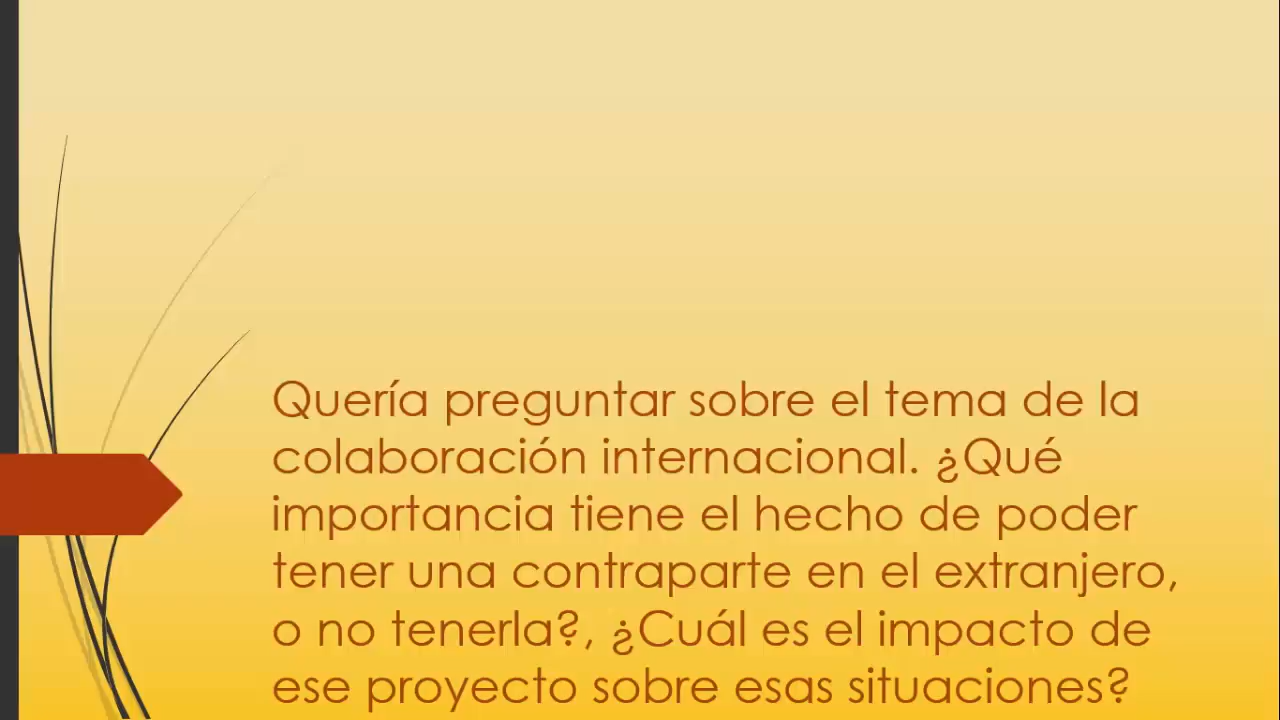 Quería preguntar sobre el tema de la
colaboración internacional. ¿Qué
importancia tiene el hecho de poder
tener una contraparte en el extranjero,
o no tenerla?, ¿Cuál es el impacto de
ese proyecto sobre esas situaciones?